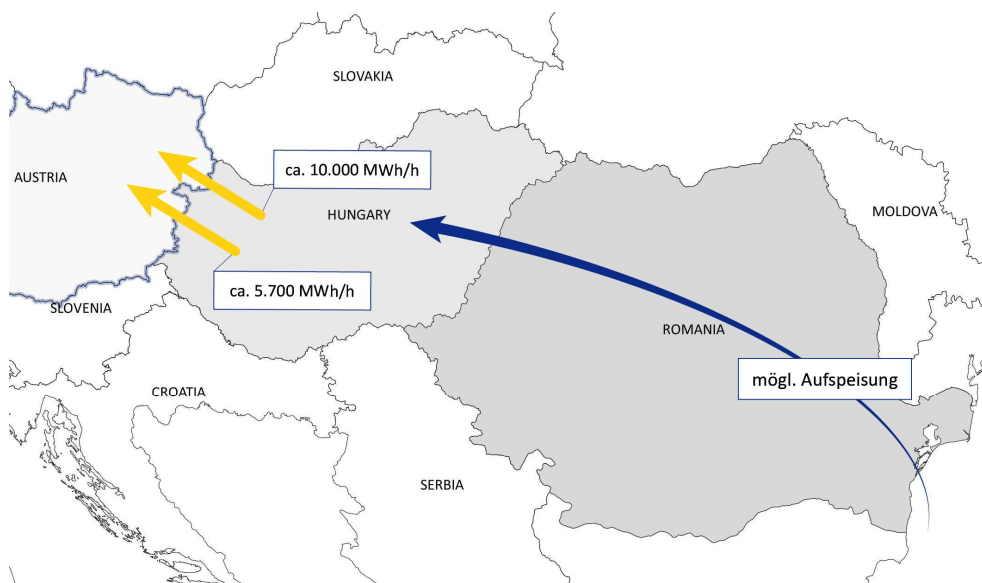 SLOVAKIA
ca. 10.000 MWh/h
AUSTRIA
HUNGARY
MOLDOVA
ca. 5.700 MWh/h
SLOVENIA
ROMANIA
mögl. Aufspeisung
CROATIA
SERBIA